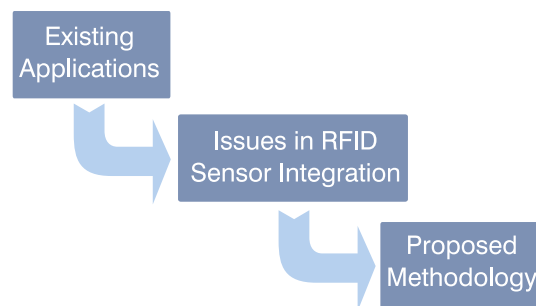 Existing
Applications
Issues in RFID
Sensor Integration
Proposed
Methodology